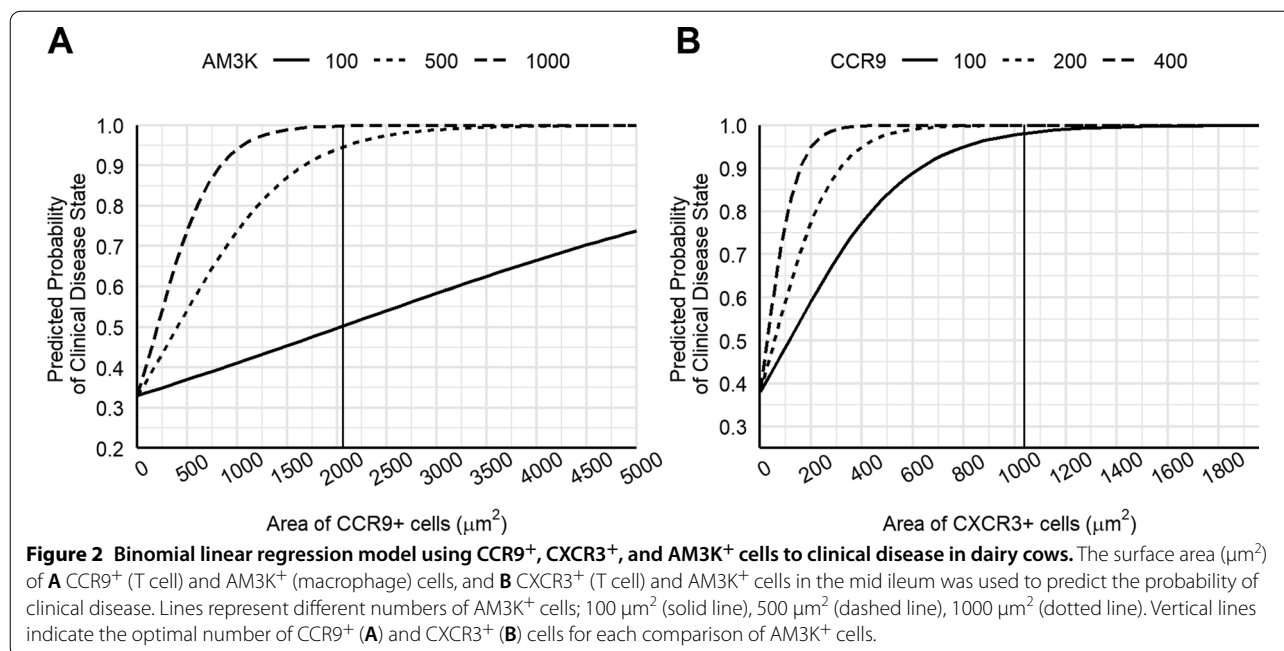 A
B
AM3K 100 500 1000
CCR9 100 200 400
Predicted Probability
of Clinical Disease State
1.0
0.9
0.8
0.7
0.6
0.5
0.4
0.3
0.2
0 500 1000 1500 2000 2500 3000 3500 4000 4500 5000
Area of CCR9+ cells (μm²)
Predicted Probability
of Clinical Disease State
1.0
0.9
0.8
0.7
0.6
0.5
0.4
0.3
0 200 400 600 800 1000 1200 1400 1600 1800
Area of CXCR3+ cells (μm²)
Figure 2 Binomial linear regression model using CCR9⁺, CXCR3⁺, and AM3K⁺ cells to clinical disease in dairy cows. The surface area (μm²)
of A CCR9⁺ (T cell) and AM3K⁺ (macrophage) cells, and B CXCR3⁺ (T cell) and AM3K⁺ cells in the mid ileum was used to predict the probability of
clinical disease. Lines represent different numbers of AM3K⁺ cells; 100 μm² (solid line), 500 μm² (dashed line), 1000 μm² (dotted line). Vertical lines
indicate the optimal number of CCR9⁺ (A) and CXCR3⁺ (B) cells for each comparison of AM3K⁺ cells.